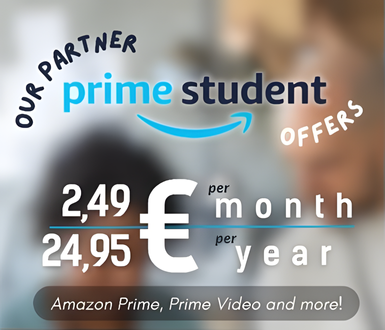 OUR PARTNER
prime student
OFFERS
2,49 € per month
24,95 € per year
Amazon Prime, Prime Video and more!